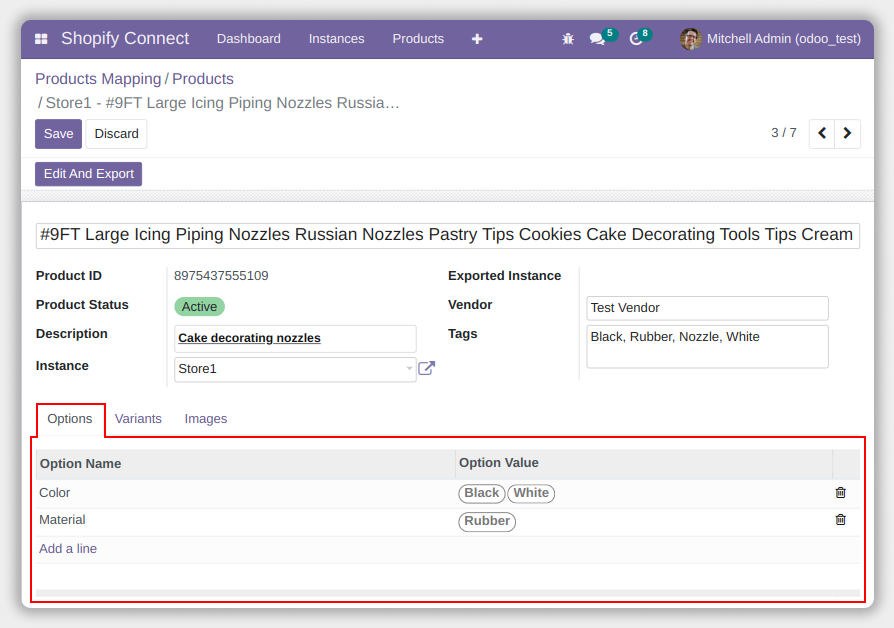 Shopify Connect Dashboard Instances Products 5 8 Mitchell Admin (odoo_test)
Products Mapping / Products
/ Store1 - #9FT Large Icing Piping Nozzles Russia…
Save Discard 3 / 7
Edit And Export
#9FT Large Icing Piping Nozzles Russian Nozzles Pastry Tips Cookies Cake Decorating Tools Tips Cream
Product ID 8975437555109 Exported Instance
Product Status Active Vendor Test Vendor
Description Cake decorating nozzles Tags Black, Rubber, Nozzle, White
Instance Store1
Options Variants Images
Option Name Option Value
Color Black White
Material Rubber
Add a line